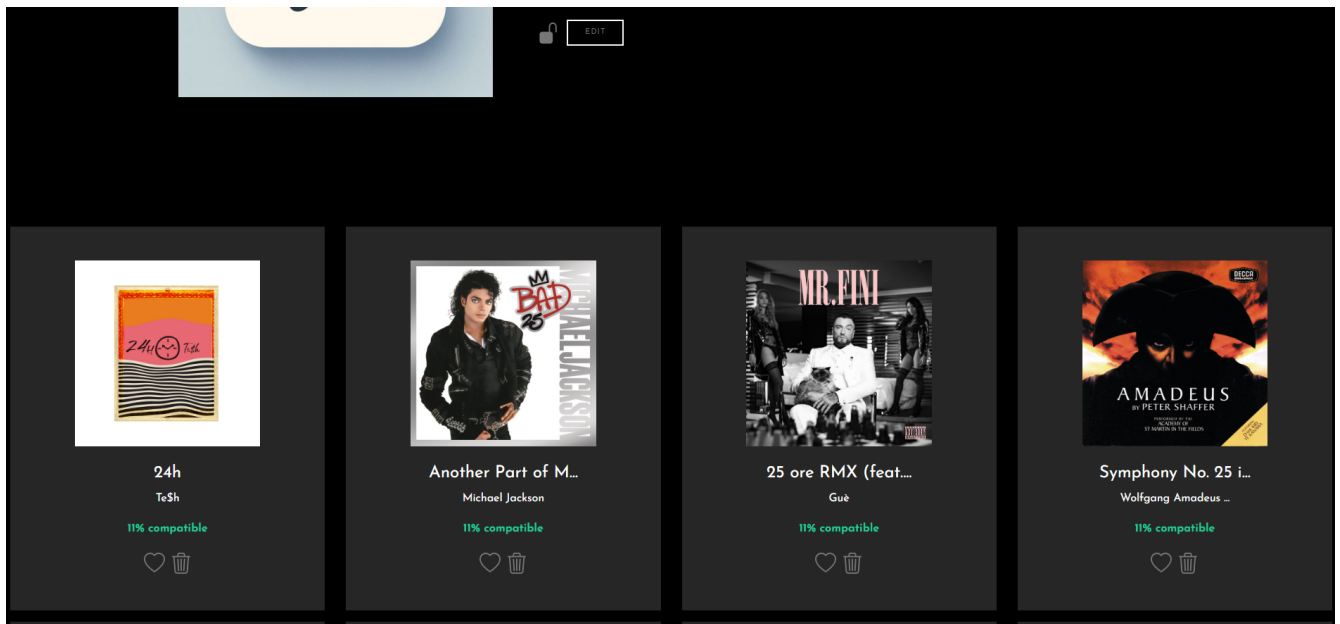 EDIT
24H Te$h
BAD
25
MICHAEL JACKSON
MR.FINI
DECCA
AMADEUS
BY PETER SHAFFER
PERFORMED BY THE
ACADEMY OF
ST MARTIN IN THE FIELDS
24h
Te$h
11% compatible
Another Part of M...
Michael Jackson
11% compatible
25 ore RMX (feat....
Guè
11% compatible
Symphony No. 25 i...
Wolfgang Amadeus ...
11% compatible